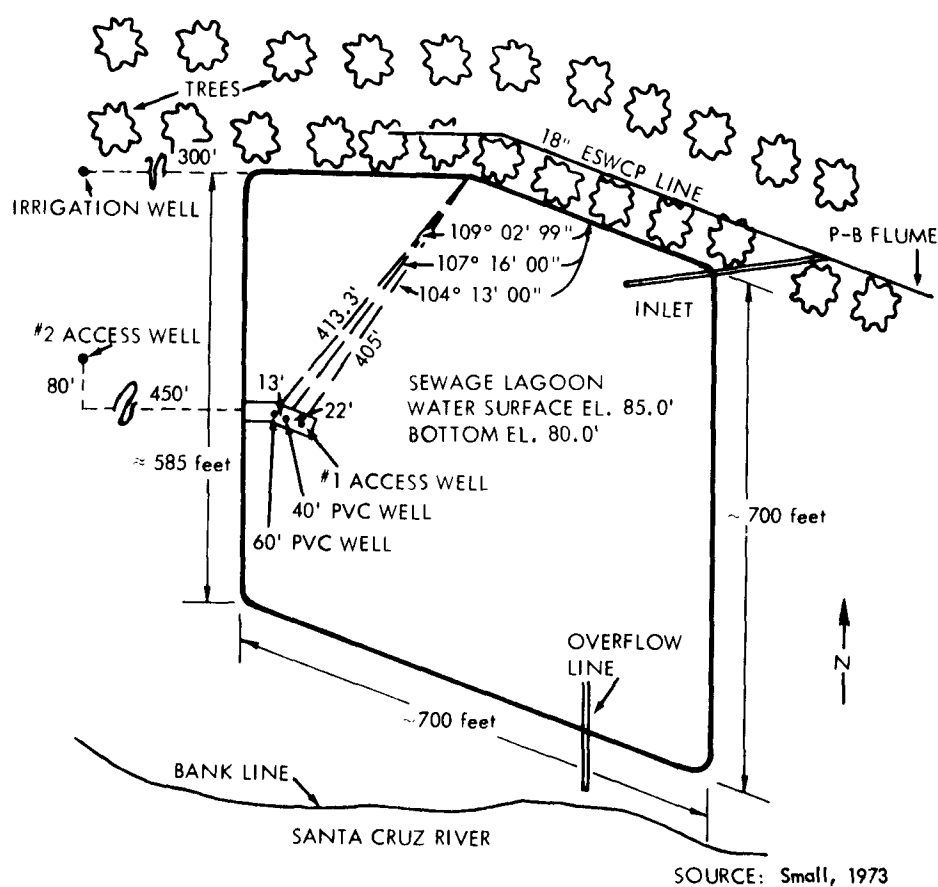 TREES
18" ESWCP LINE
300'
IRRIGATION WELL
P-B FLUME
109° 02' 99"
107° 16' 00"
104° 13' 00"
INLET
#2 ACCESS WELL
413.3'
405'
80'
450'
13'
22'
SEWAGE LAGOON
WATER SURFACE EL. 85.0'
BOTTOM EL. 80.0'
≈ 585 feet
#1 ACCESS WELL
40' PVC WELL
60' PVC WELL
~ 700 feet
OVERFLOW
LINE
N
~700 feet
BANK LINE
SANTA CRUZ RIVER
SOURCE: Small, 1973